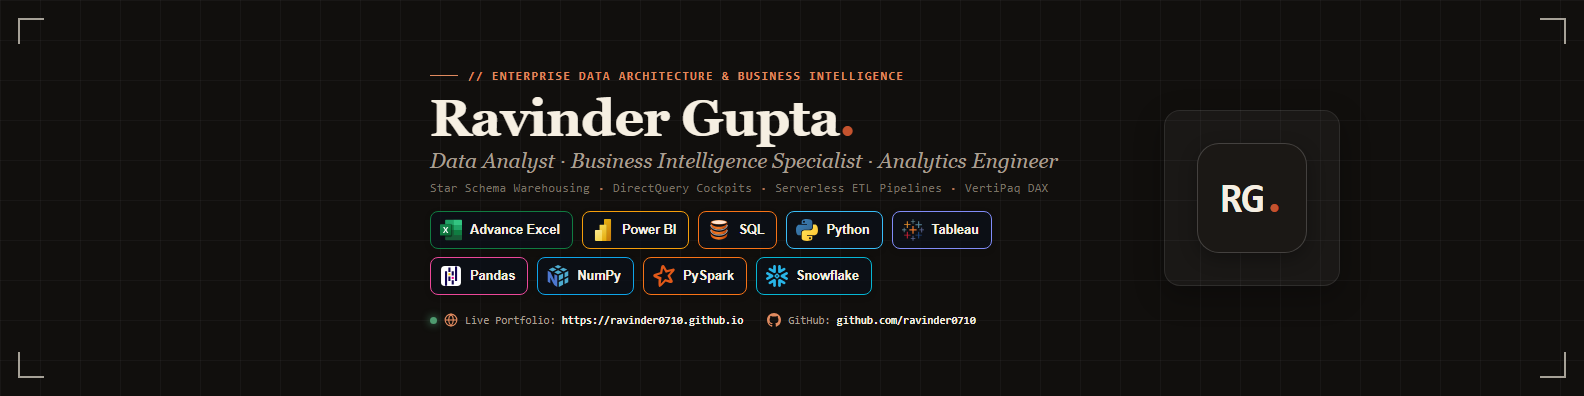 // ENTERPRISE DATA ARCHITECTURE & BUSINESS INTELLIGENCE
Ravinder Gupta.
Data Analyst · Business Intelligence Specialist · Analytics Engineer
Star Schema Warehousing • DirectQuery Cockpits • Serverless ETL Pipelines • VertiPaq DAX
Advance Excel Power BI SQL Python Tableau
Pandas NumPy PySpark Snowflake
Live Portfolio: https://ravinder0710.github.io GitHub: github.com/ravinder0710
RG.